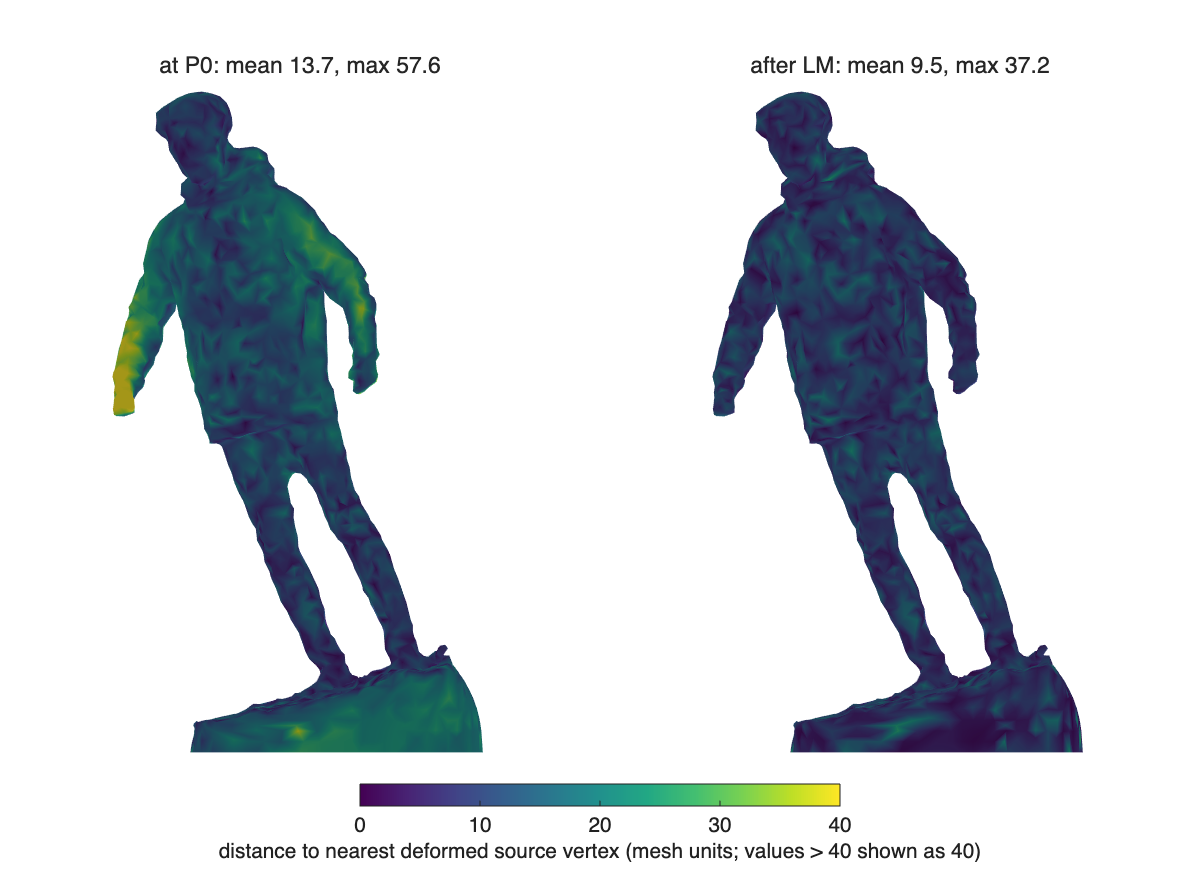 at P0: mean 13.7, max 57.6
after LM: mean 9.5, max 37.2
0 10 20 30 40
distance to nearest deformed source vertex (mesh units; values > 40 shown as 40)